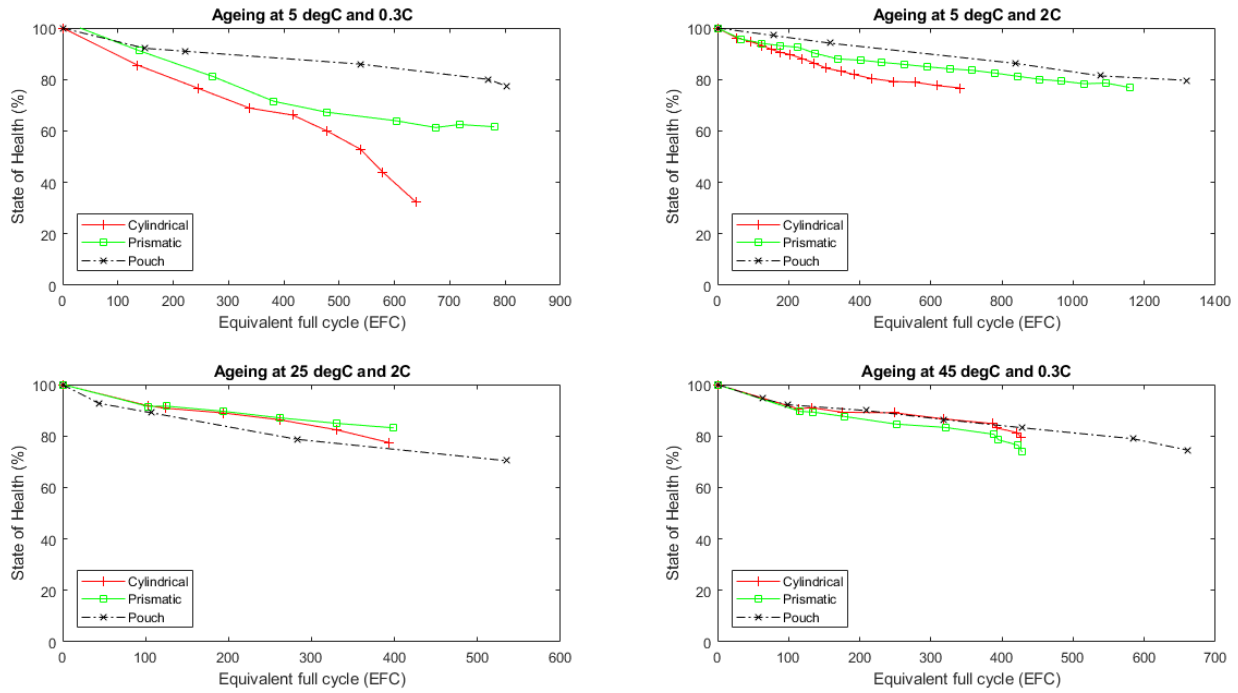 Ageing at 5 degC and 0.3C
100
80
60
40
20
0
State of Health (%)
Cylindrical
Prismatic
Pouch
0 100 200 300 400 500 600 700 800 900
Equivalent full cycle (EFC)
Ageing at 5 degC and 2C
100
80
60
40
20
0
State of Health (%)
Cylindrical
Prismatic
Pouch
0 200 400 600 800 1000 1200 1400
Equivalent full cycle (EFC)
Ageing at 25 degC and 2C
100
80
60
40
20
0
State of Health (%)
Cylindrical
Prismatic
Pouch
0 100 200 300 400 500 600
Equivalent full cycle (EFC)
Ageing at 45 degC and 0.3C
100
80
60
40
20
0
State of Health (%)
Cylindrical
Prismatic
Pouch
0 100 200 300 400 500 600 700
Equivalent full cycle (EFC)